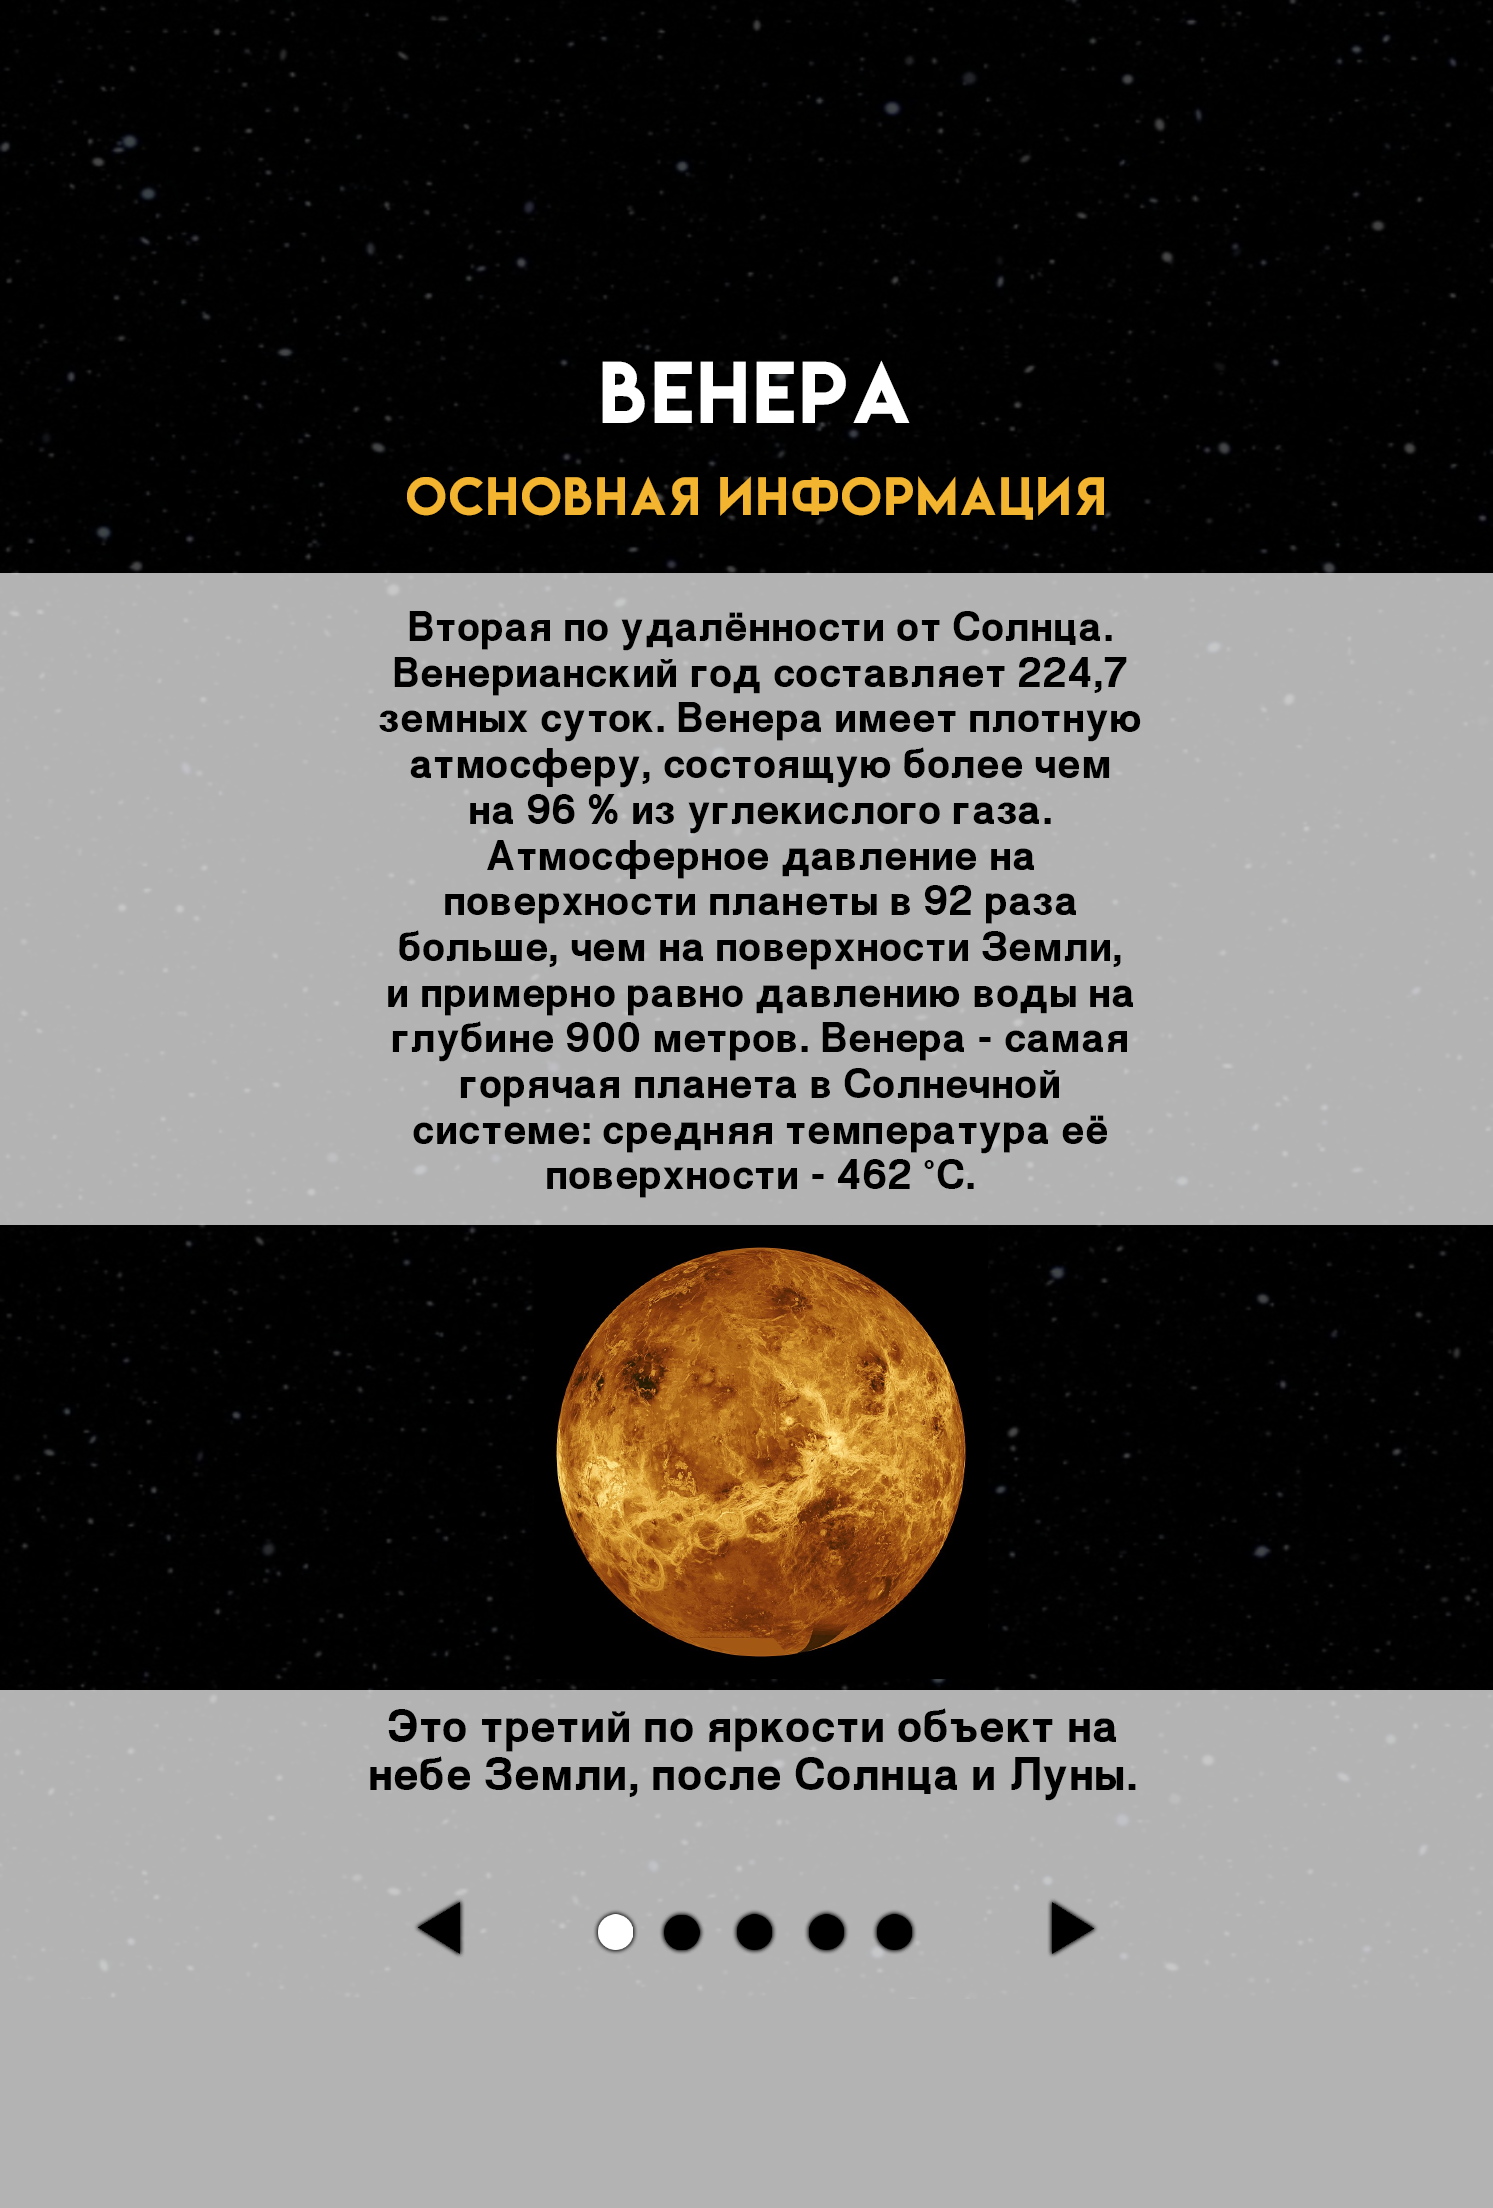 ВЕНЕРА
ОСНОВНАЯ ИНФОРМАЦИЯ
Вторая по удалённости от Солнца.
Венерианский год составляет 224,7
земных суток. Венера имеет плотную
атмосферу, состоящую более чем
на 96 % из углекислого газа.
Атмосферное давление на
поверхности планеты в 92 раза
больше, чем на поверхности Земли,
и примерно равно давлению воды на
глубине 900 метров. Венера - самая
горячая планета в Солнечной
системе: средняя температура её
поверхности - 462 °C.
Это третий по яркости объект на
небе Земли, после Солнца и Луны.